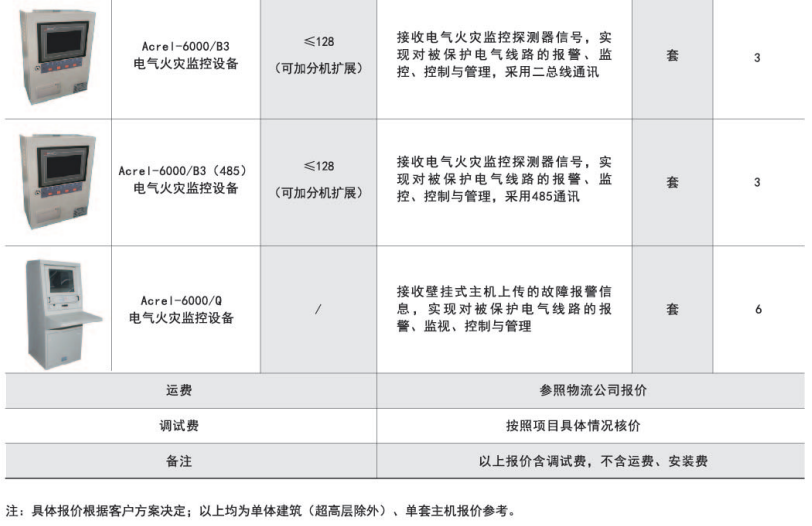 Acrel-6000/B3
电气火灾监控设备
≤128
（可加分机扩展）
接收电气火灾监控探测器信号，实
现对被保护电气线路的报警、监
控、控制与管理，采用二总线通讯
套
3
Acrel-6000/B3（485）
电气火灾监控设备
≤128
（可加分机扩展）
接收电气火灾监控探测器信号，实
现对被保护电气线路的报警、监
控、控制与管理，采用485通讯
套
3
Acrel-6000/Q
电气火灾监控设备
/
接收壁挂式主机上传的故障报警信
息，实现对被保护电气线路的报
警、监视、控制与管理
套
6
运费
参照物流公司报价
调试费
按照项目具体情况核价
备注
以上报价含调试费，不含运费、安装费
注：具体报价根据客户方案决定；以上均为单体建筑（超高层除外）、单套主机报价参考。